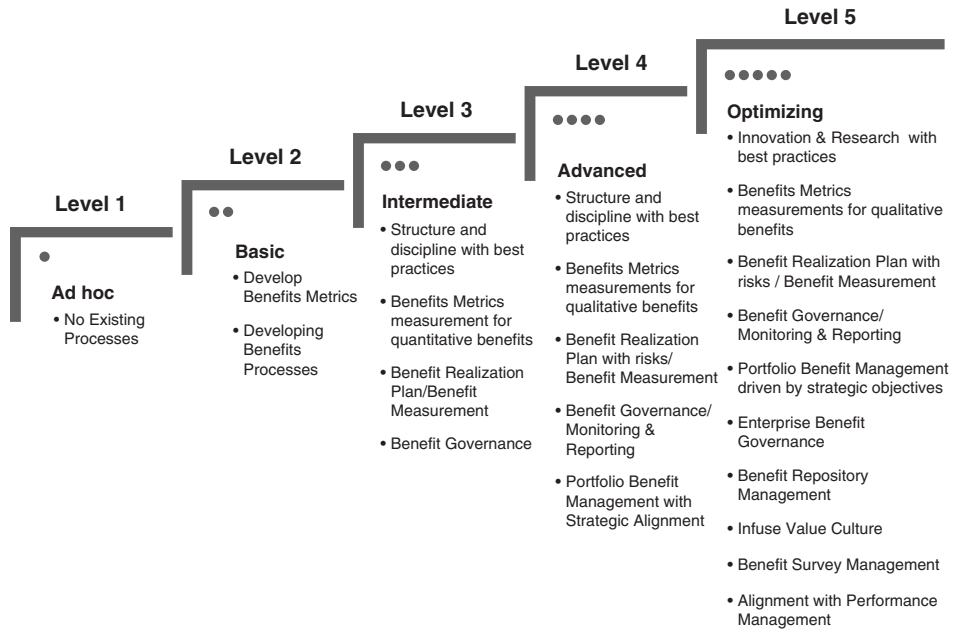 Level 1
Ad hoc
• No Existing
Processes
Level 2
Basic
• Develop
Benefits Metrics
• Developing
Benefits
Processes
Level 3
Intermediate
• Structure and
discipline with best
practices
• Benefits Metrics
measurement for
quantitative benefits
• Benefit Realization
Plan/Benefit
Measurement
• Benefit Governance
Level 4
Advanced
• Structure and
discipline with best
practices
• Benefits Metrics
measurements for
qualitative benefits
• Benefit Realization
Plan with risks/
Benefit Measurement
• Benefit Governance/
Monitoring &
Reporting
• Portfolio Benefit
Management with
Strategic Alignment
Level 5
Optimizing
• Innovation & Research with
best practices
• Benefits Metrics
measurements for qualitative
benefits
• Benefit Realization Plan with
risks / Benefit Measurement
• Benefit Governance/
Monitoring & Reporting
• Portfolio Benefit Management
driven by strategic objectives
• Enterprise Benefit
Governance
• Benefit Repository
Management
• Infuse Value Culture
• Benefit Survey Management
• Alignment with Performance
Management